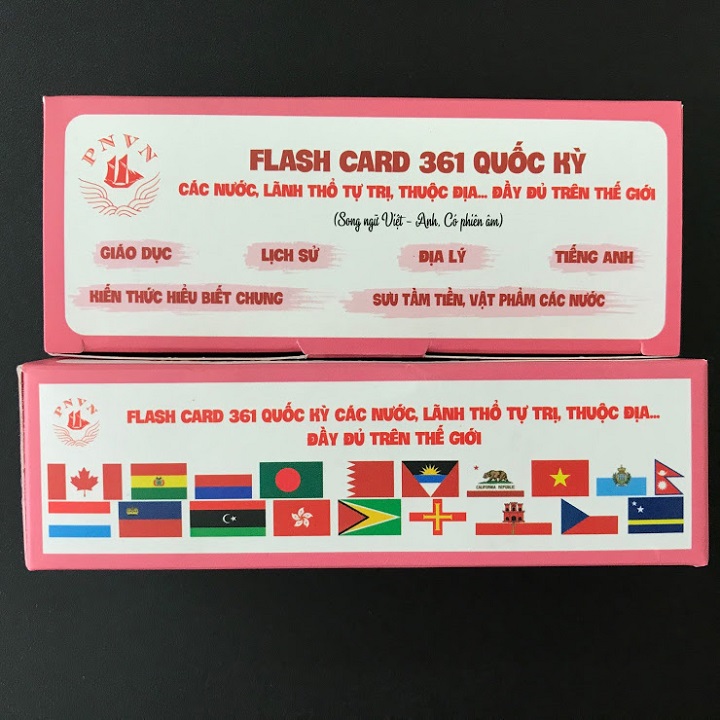 PNVN
FLASH CARD 361 QUỐC KỲ
CÁC NƯỚC, LÃNH THỔ TỰ TRỊ, THUỘC ĐỊA... ĐẦY ĐỦ TRÊN THẾ GIỚI
(Song ngữ Việt - Anh, Có phiên âm)
GIÁO DỤC LỊCH SỬ ĐỊA LÝ TIẾNG ANH
KIẾN THỨC HIỂU BIẾT CHUNG SƯU TẦM TIỀN, VẬT PHẨM CÁC NƯỚC
PNVN
FLASH CARD 361 QUỐC KỲ CÁC NƯỚC, LÃNH THỔ TỰ TRỊ, THUỘC ĐỊA...
ĐẦY ĐỦ TRÊN THẾ GIỚI
CALIFORNIA REPUBLIC